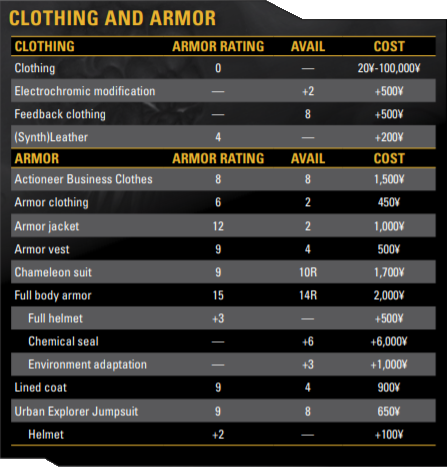 CLOTHING AND ARMOR
CLOTHING ARMOR RATING AVAIL COST
Clothing 0 — 20¥-100,000¥
Electrochromic modification — +2 +500¥
Feedback clothing — 8 +500¥
(Synth)Leather 4 — +200¥
ARMOR ARMOR RATING AVAIL COST
Actioneer Business Clothes 8 8 1,500¥
Armor clothing 6 2 450¥
Armor jacket 12 2 1,000¥
Armor vest 9 4 500¥
Chameleon suit 9 10R 1,700¥
Full body armor 15 14R 2,000¥
Full helmet +3 — +500¥
Chemical seal — +6 +6,000¥
Environment adaptation — +3 +1,000¥
Lined coat 9 4 900¥
Urban Explorer Jumpsuit 9 8 650¥
Helmet +2 — +100¥